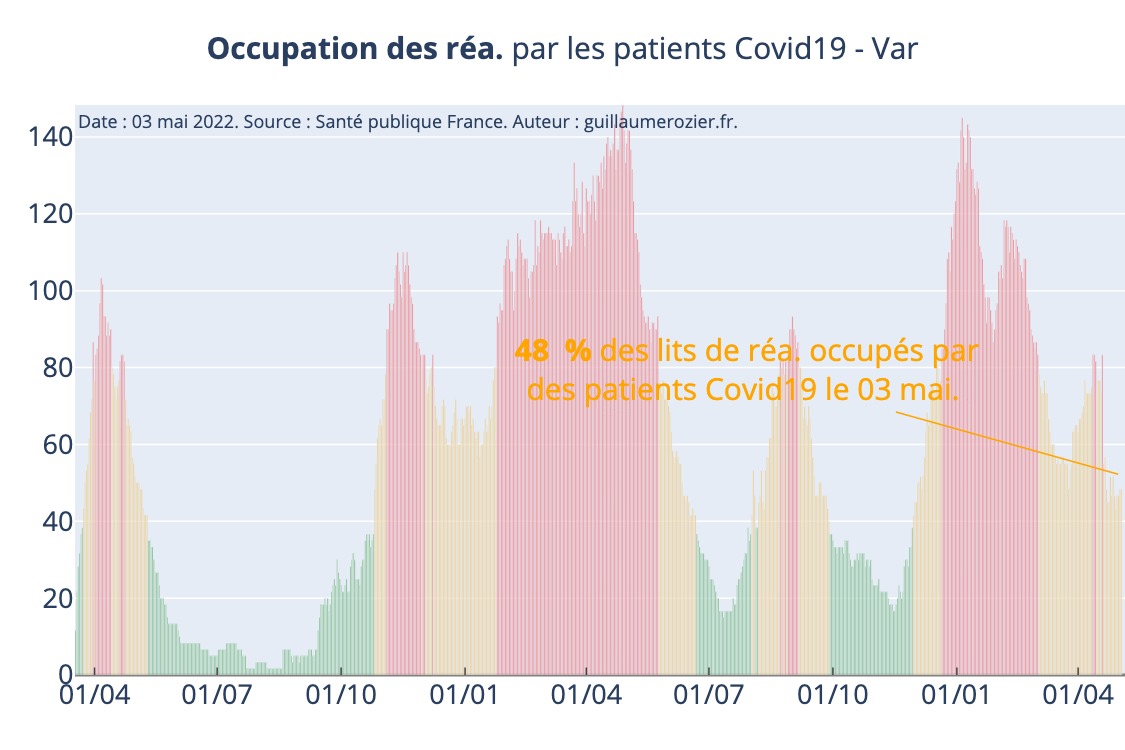 Occupation des réa. par les patients Covid19 - Var
Date : 03 mai 2022. Source : Santé publique France. Auteur : guillaumerozier.fr.
140
120
100
80
60
40
20
0
48 % des lits de réa. occupés par
des patients Covid19 le 03 mai.
01/04 01/07 01/10 01/01 01/04 01/07 01/10 01/01 01/04